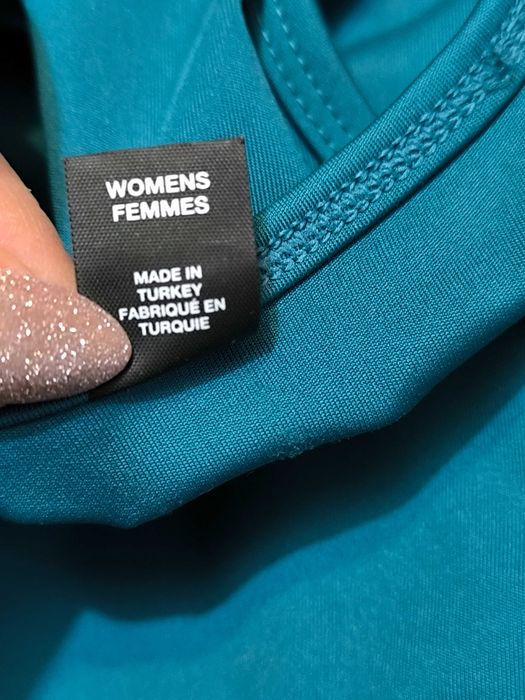 WOMENS
FEMMES
MADE IN
TURKEY
FABRIQUÉ EN
TURQUIE